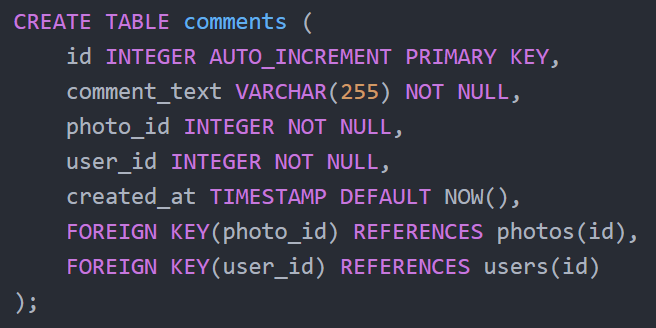 CREATE TABLE comments (
    id INTEGER AUTO_INCREMENT PRIMARY KEY,
    comment_text VARCHAR(255) NOT NULL,
    photo_id INTEGER NOT NULL,
    user_id INTEGER NOT NULL,
    created_at TIMESTAMP DEFAULT NOW(),
    FOREIGN KEY(photo_id) REFERENCES photos(id),
    FOREIGN KEY(user_id) REFERENCES users(id)
);